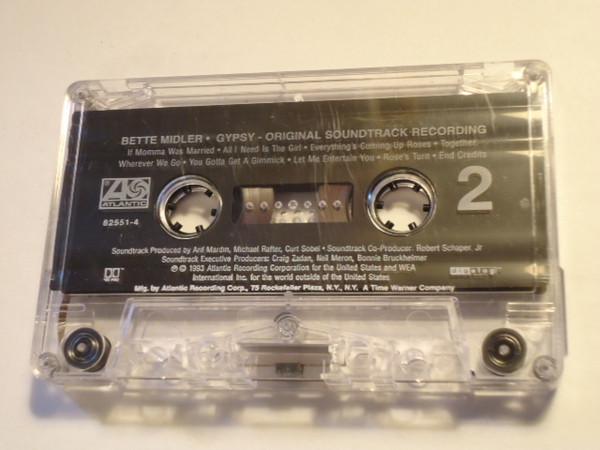 BETTE MIDLER • GYPSY - ORIGINAL SOUNDTRACK RECORDING
If Momma Was Married • All I Need Is The Girl • Everything's Coming Up Roses • Together
Wherever We Go • You Gotta Get A Gimmick • Let Me Entertain You • Rose's Turn • End Credits
ATLANTIC
82551-4
2
Soundtrack Produced by Arif Mardin, Michael Rafter, Curt Sobel • Soundtrack Co-Producer: Robert Schaper, Jr
Soundtrack Executive Producers: Craig Zadan, Neil Meron, Bonnie Bruckheimer
℗ © 1993 Atlantic Recording Corporation for the United States and WEA
International Inc. for the world outside of the United States
Mfg. by Atlantic Recording Corp., 75 Rockefeller Plaza, N.Y., N.Y. A Time Warner Company